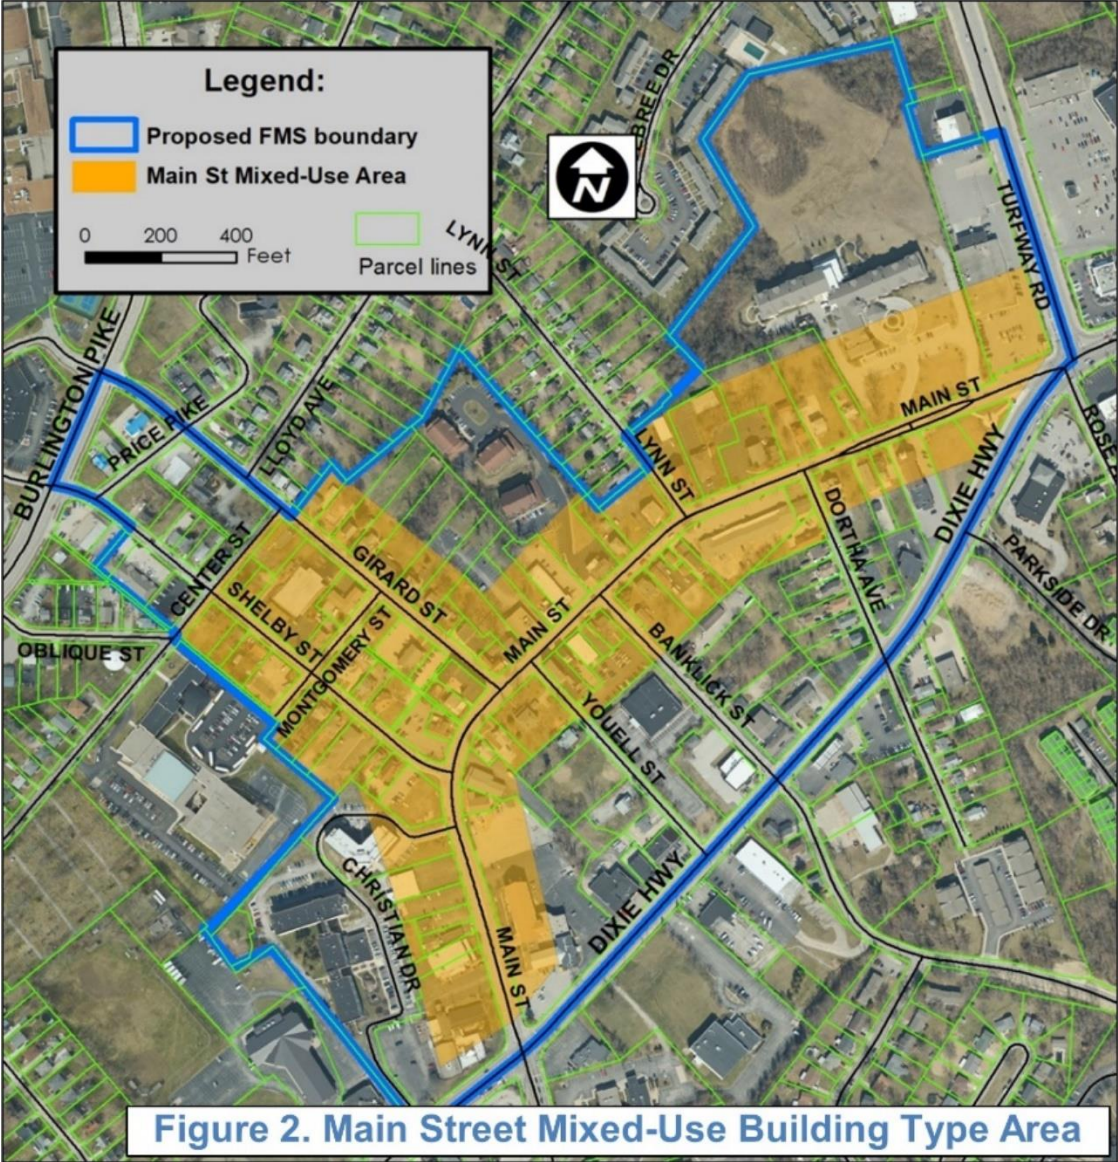 Legend:
Proposed FMS boundary
Main St Mixed-Use Area
0 200 400
Feet
Parcel lines
N
BREE DR
LYNN ST
TURFWAY RD
BURLINGTON PIKE
PRICE PIKE
LLOYD AVE
MAIN ST
ROSE
LYNN ST
DIXIE HWY
DORTHA AVE
PARKSIDE DR
CENTER ST
GIRARD ST
SHELBY ST
MONTGOMERY ST
MAIN ST
BANKLICK ST
OBLIQUE ST
YOUELL ST
CHRISTIAN DR
DIXIE HWY
MAIN ST
Figure 2. Main Street Mixed-Use Building Type Area